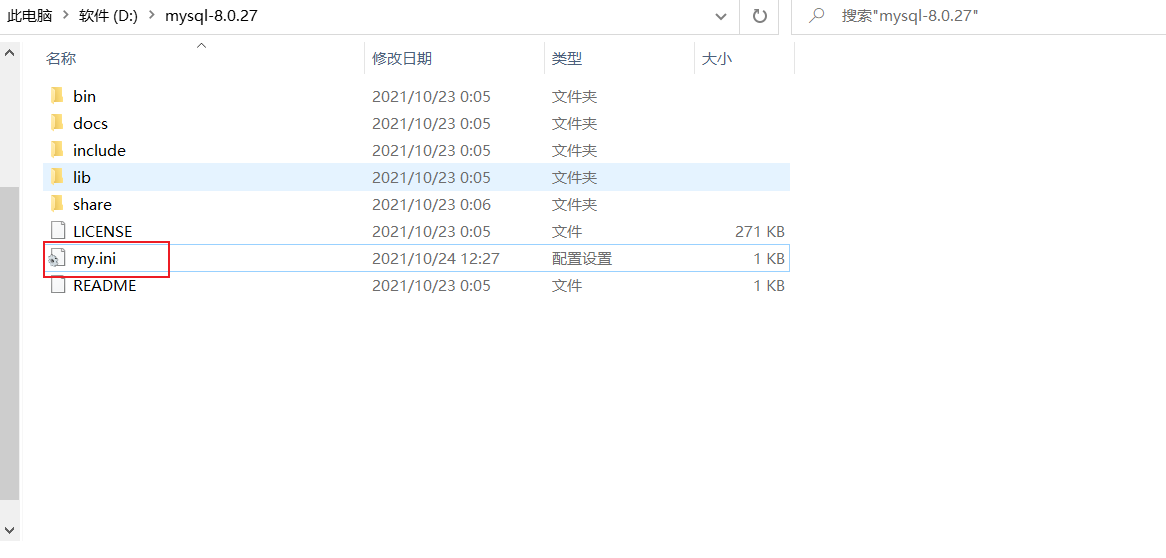 此电脑 > 软件 (D:) > mysql-8.0.27 搜索"mysql-8.0.27"
名称 修改日期 类型 大小
bin 2021/10/23 0:05 文件夹
docs 2021/10/23 0:05 文件夹
include 2021/10/23 0:05 文件夹
lib 2021/10/23 0:05 文件夹
share 2021/10/23 0:06 文件夹
LICENSE 2021/10/23 0:05 文件 271 KB
my.ini 2021/10/24 12:27 配置设置 1 KB
README 2021/10/23 0:05 文件 1 KB